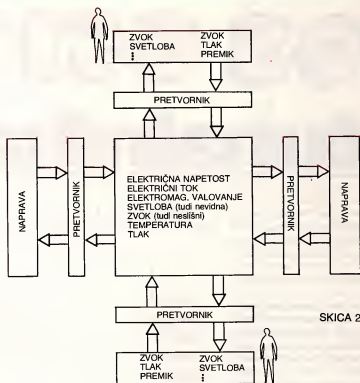 ZVOK ZVOK
SVETLOBA TLAK
⋮ PREMIK
PRETVORNIK
NAPRAVA
PRETVORNIK
ELEKTRIČNA NAPETOST
ELEKTRIČNI TOK
ELEKTROMAG. VALOVANJE
SVETLOBA (tudi nevidna)
ZVOK (tudi neslišni)
TEMPERATURA
TLAK
PRETVORNIK
NAPRAVA
PRETVORNIK
SKICA 2
ZVOK ZVOK
TLAK SVETLOBA
PREMIK ⋮